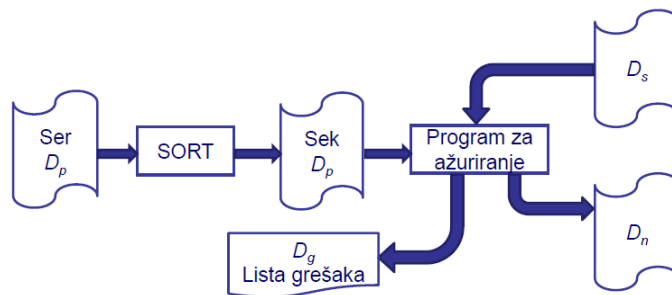 Ser
Dp
SORT
Sek
Dp
Program za
ažuriranje
Ds
Dn
Dg
Lista grešaka